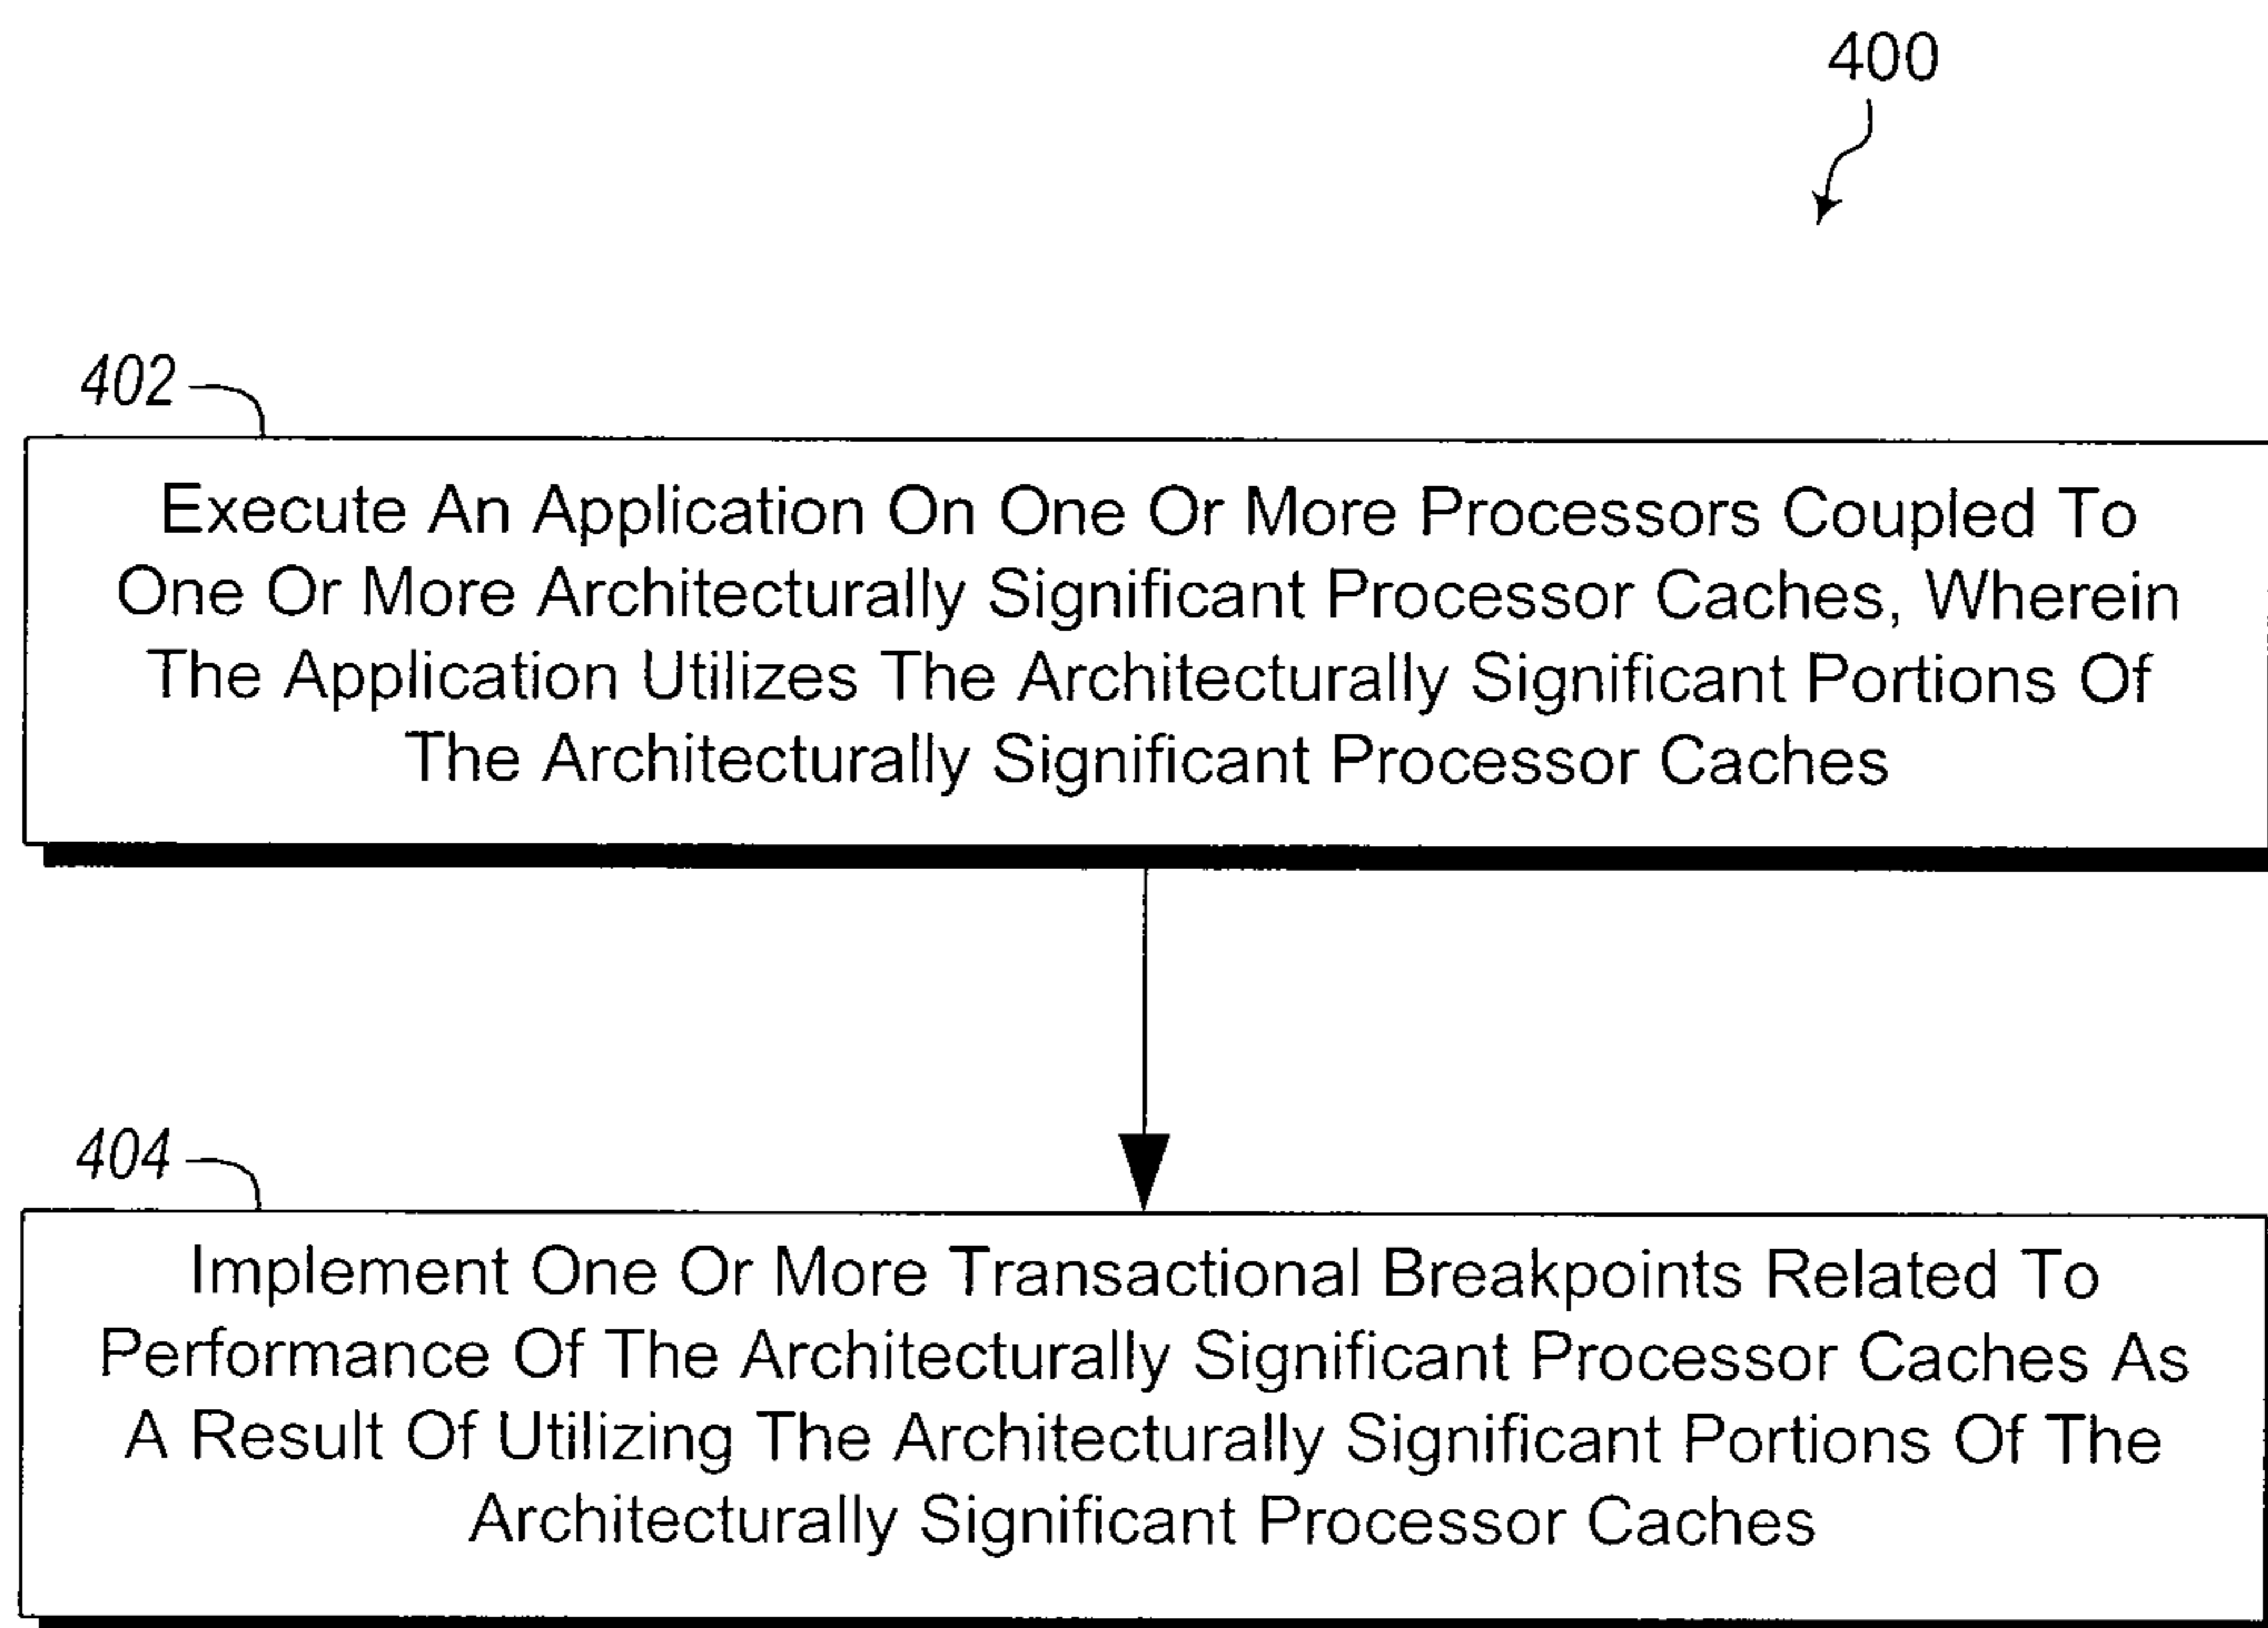 400
402
Execute An Application On One Or More Processors Coupled To
One Or More Architecturally Significant Processor Caches, Wherein
The Application Utilizes The Architecturally Significant Portions Of
The Architecturally Significant Processor Caches
404
Implement One Or More Transactional Breakpoints Related To
Performance Of The Architecturally Significant Processor Caches As
A Result Of Utilizing The Architecturally Significant Portions Of The
Architecturally Significant Processor Caches